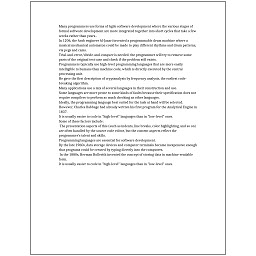 Many programmers use forms of Agile software development where the various stages of
formal software development are more integrated together into short cycles that take a few
weeks rather than years.
In 1206, the Arab engineer Al-Jazari invented a programmable drum machine where a
musical mechanical automaton could be made to play different rhythms and drum patterns,
via pegs and cams.
Trial-and-error/divide-and-conquer is needed: the programmer will try to remove some
parts of the original test case and check if the problem still exists.
Programs typically use high-level programming languages that are more easily
intelligible to humans than machine code, which is directly executed by the central
processing unit.
He gave the first description of cryptanalysis by frequency analysis, the earliest code-
breaking algorithm.
Many applications use a mix of several languages in their construction and use.
Some languages are more prone to some kinds of faults because their specification does not
require compilers to perform as much checking as other languages.
Ideally, the programming language best suited for the task at hand will be selected.
However, Charles Babbage had already written his first program for the Analytical Engine in
1837.
It is usually easier to code in "high-level" languages than in "low-level" ones.
Some of these factors include:
The presentation aspects of this (such as indents, line breaks, color highlighting, and so on)
are often handled by the source code editor, but the content aspects reflect the
programmer's talent and skills.
Programming languages are essential for software development.
By the late 1960s, data storage devices and computer terminals became inexpensive enough
that programs could be created by typing directly into the computers.
In the 1880s, Herman Hollerith invented the concept of storing data in machine-readable
form.
It is usually easier to code in "high-level" languages than in "low-level" ones.